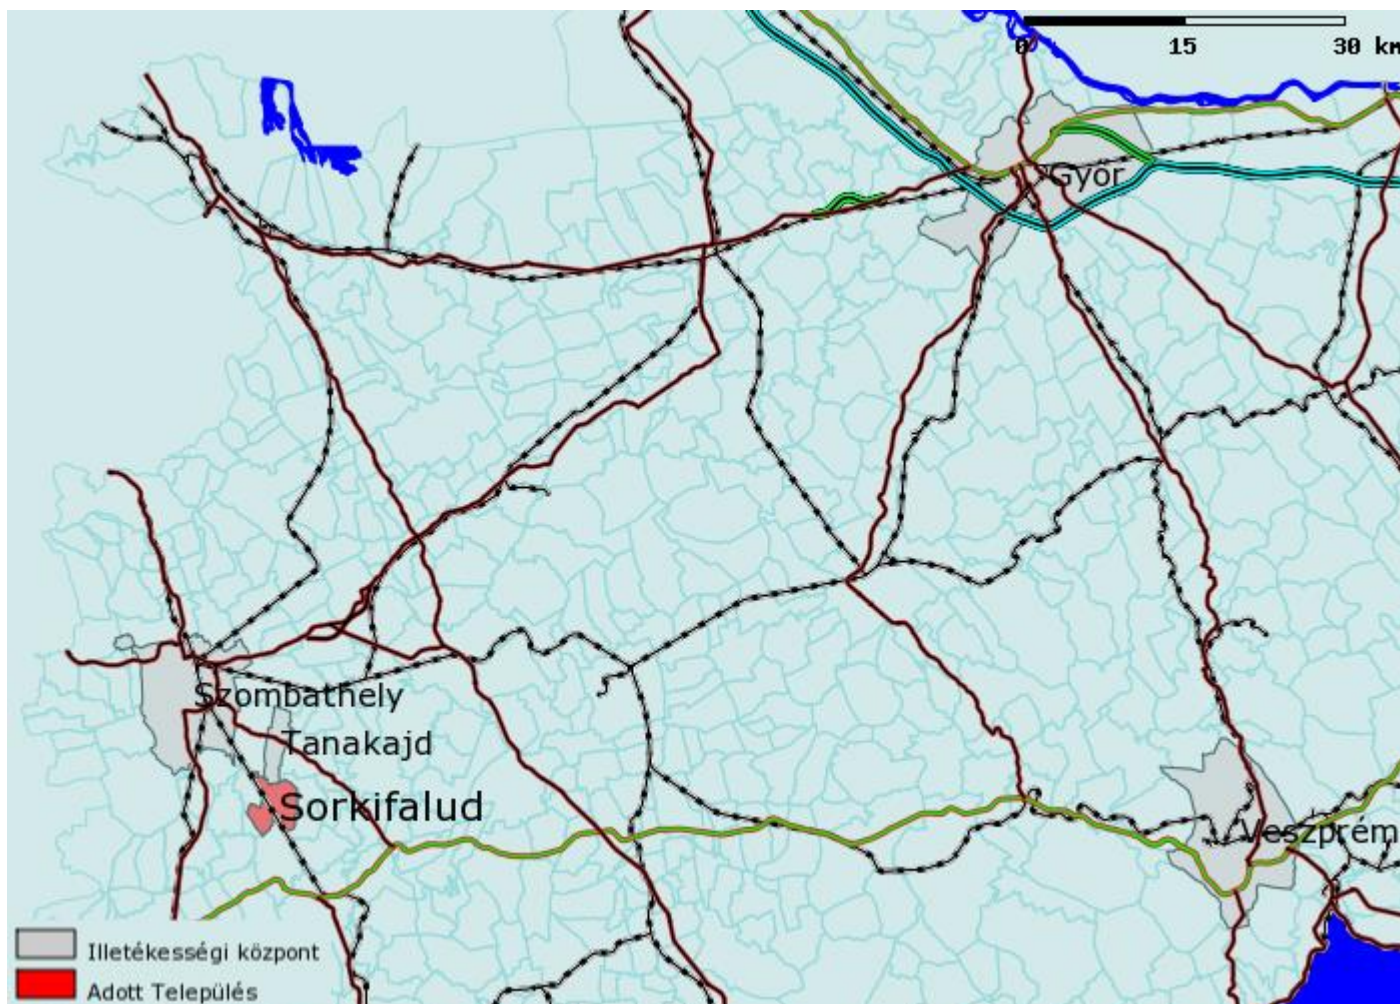 0 15 30 km
Győr
Szombathely
Tanakajd
Sorkifalud
Veszprém
Illetékességi központ
Adott Település